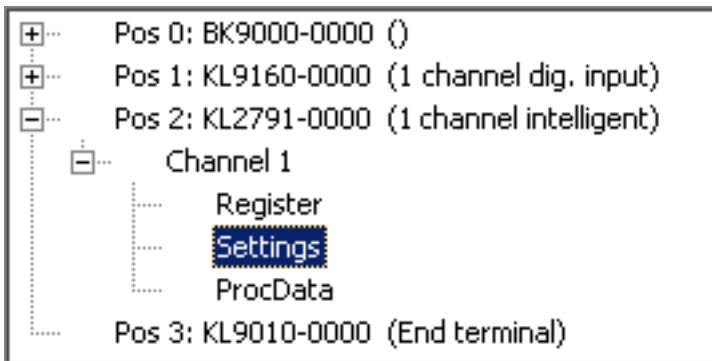 Pos 0: BK9000-0000 ()
Pos 1: KL9160-0000 (1 channel dig. input)
Pos 2: KL2791-0000 (1 channel intelligent)
Channel 1
Register
Settings
ProcData
Pos 3: KL9010-0000 (End terminal)